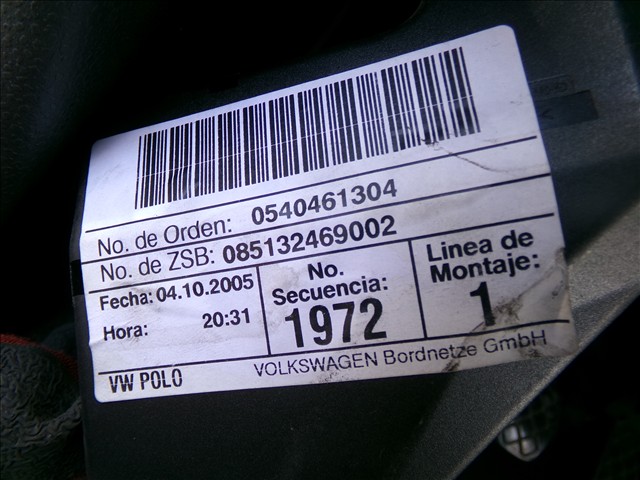 No. de Orden: 0540461304
No. de ZSB: 085132469002
Fecha: 04.10.2005
Hora: 20:31
No. Secuencia:
1972
Linea de Montaje:
1
VW POLO
VOLKSWAGEN Bordnetze GmbH